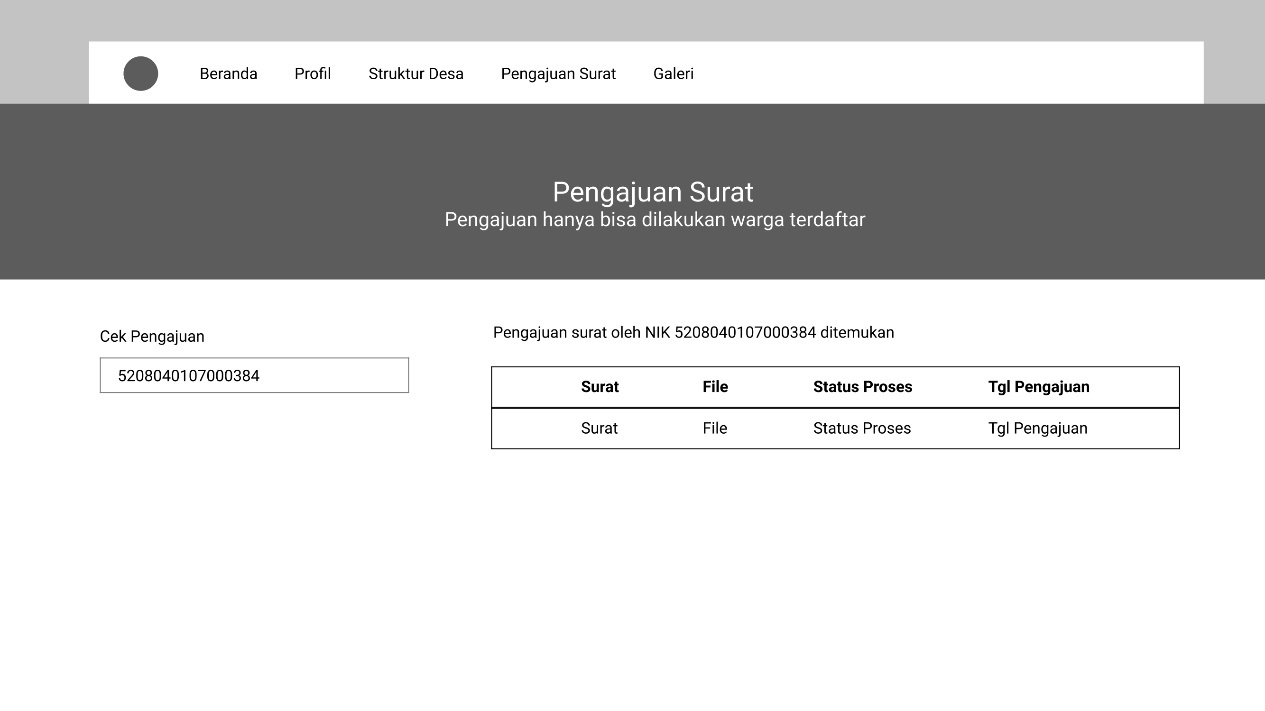 Beranda Profil Struktur Desa Pengajuan Surat Galeri
Pengajuan Surat
Pengajuan hanya bisa dilakukan warga terdaftar
Cek Pengajuan
5208040107000384
Pengajuan surat oleh NIK 5208040107000384 ditemukan
Surat File Status Proses Tgl Pengajuan
Surat File Status Proses Tgl Pengajuan